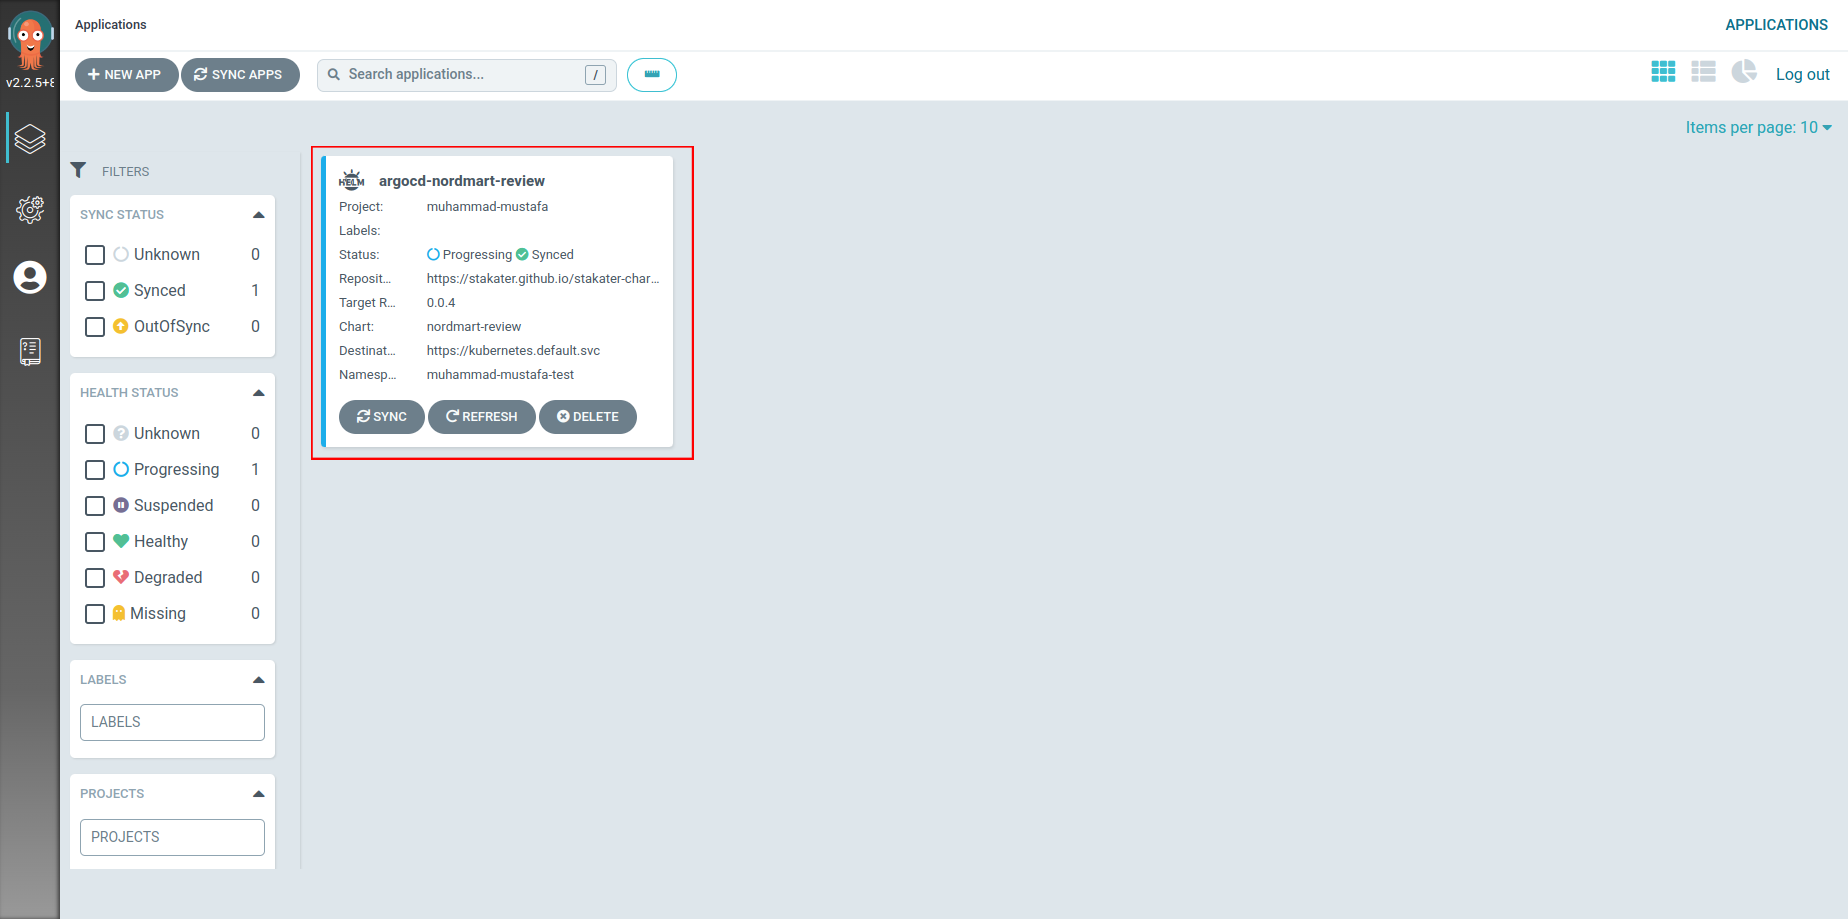 Applications
APPLICATIONS
v2.2.5+8
NEW APP
SYNC APPS
Search applications...
/
Log out
Items per page: 10
FILTERS
SYNC STATUS
Unknown 0
Synced 1
OutOfSync 0
HEALTH STATUS
Unknown 0
Progressing 1
Suspended 0
Healthy 0
Degraded 0
Missing 0
LABELS
LABELS
PROJECTS
PROJECTS
HELM
argocd-nordmart-review
Project: muhammad-mustafa
Labels:
Status: Progressing Synced
Reposit... https://stakater.github.io/stakater-char...
Target R... 0.0.4
Chart: nordmart-review
Destinat... https://kubernetes.default.svc
Namesp... muhammad-mustafa-test
SYNC
REFRESH
DELETE